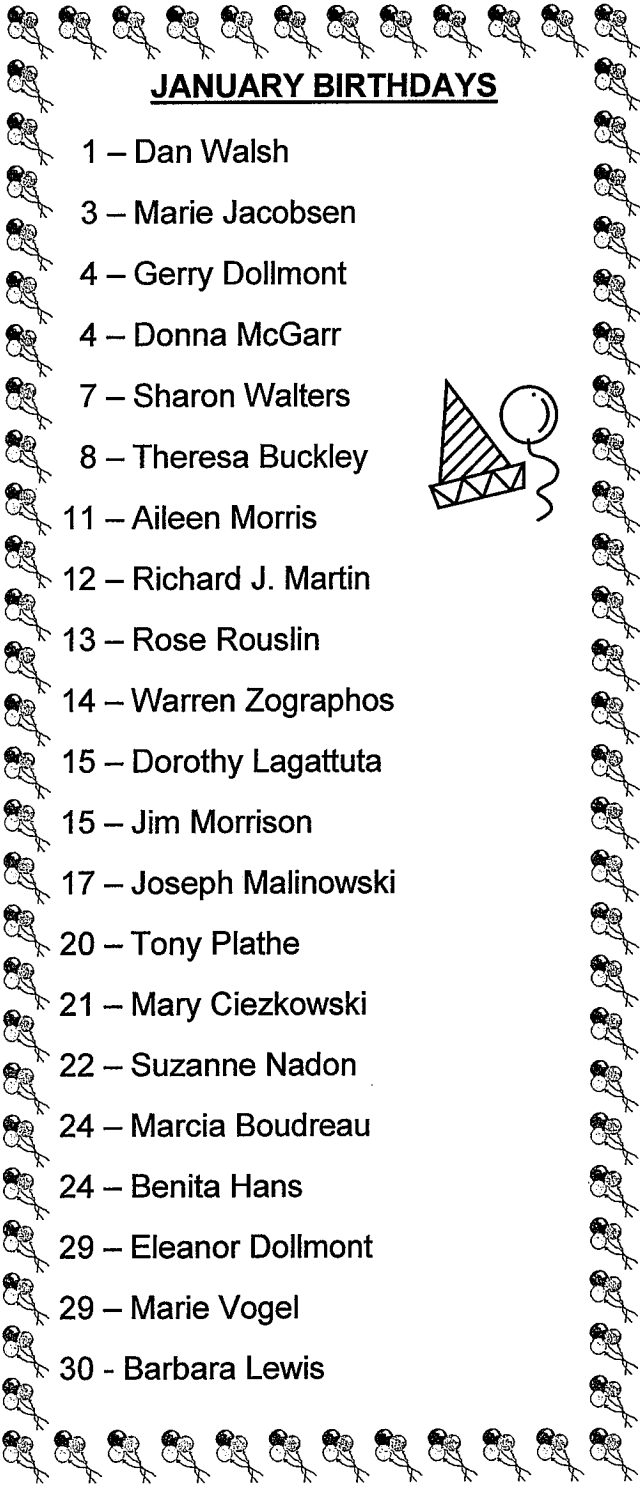 JANUARY BIRTHDAYS
1 – Dan Walsh
3 – Marie Jacobsen
4 – Gerry Dollmont
4 – Donna McGarr
7 – Sharon Walters
8 – Theresa Buckley
11 – Aileen Morris
12 – Richard J. Martin
13 – Rose Rouslin
14 – Warren Zographos
15 – Dorothy Lagattuta
15 – Jim Morrison
17 – Joseph Malinowski
20 – Tony Plathe
21 – Mary Ciezkowski
22 – Suzanne Nadon
24 – Marcia Boudreau
24 – Benita Hans
29 – Eleanor Dollmont
29 – Marie Vogel
30 - Barbara Lewis